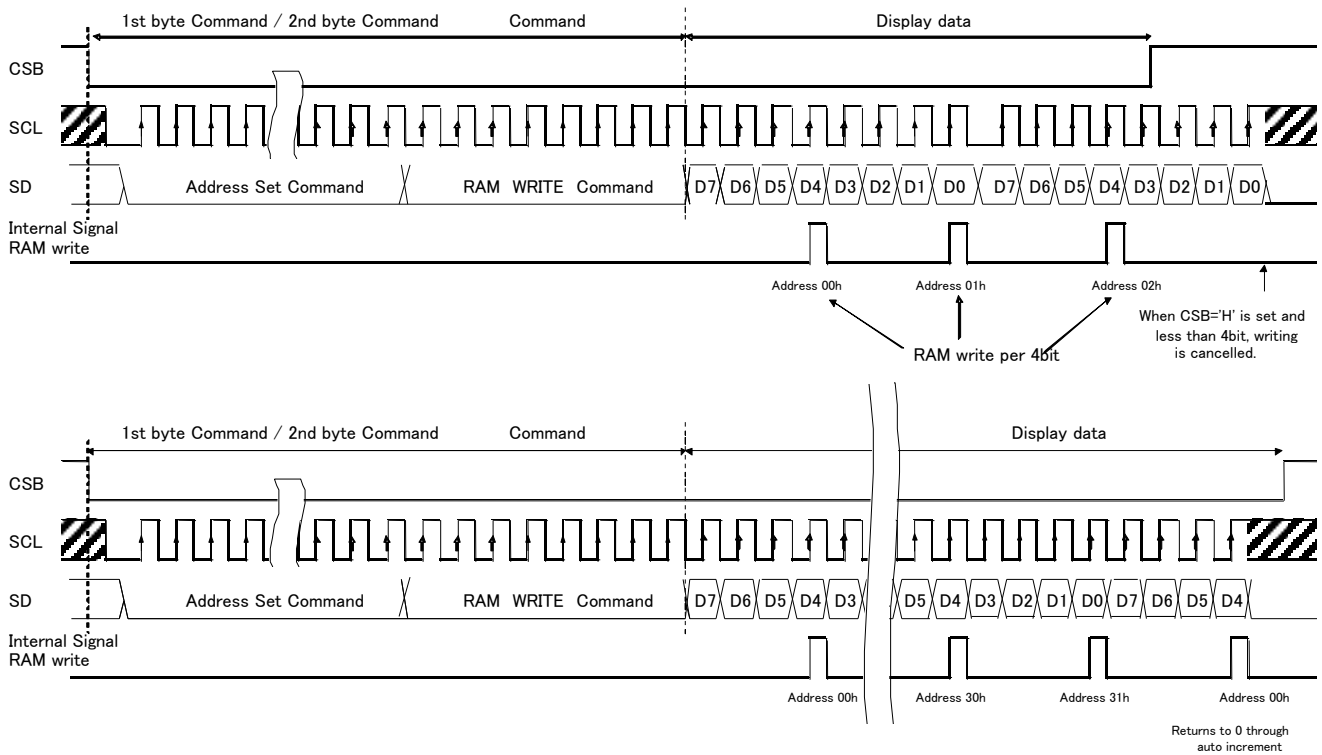 1st byte Command / 2nd byte Command Command Display data
CSB
SCL
SD Address Set Command RAM WRITE Command D7 D6 D5 D4 D3 D2 D1 D0 D7 D6 D5 D4 D3 D2 D1 D0
Internal Signal
RAM write
Address 00h Address 01h Address 02h
When CSB='H' is set and
less than 4bit, writing
is cancelled.
RAM write per 4bit
1st byte Command / 2nd byte Command Command Display data
CSB
SCL
SD Address Set Command RAM WRITE Command D7 D6 D5 D4 D3 D5 D4 D3 D2 D1 D0 D7 D6 D5 D4
Internal Signal
RAM write
Address 00h Address 30h Address 31h Address 00h
Returns to 0 through
auto increment